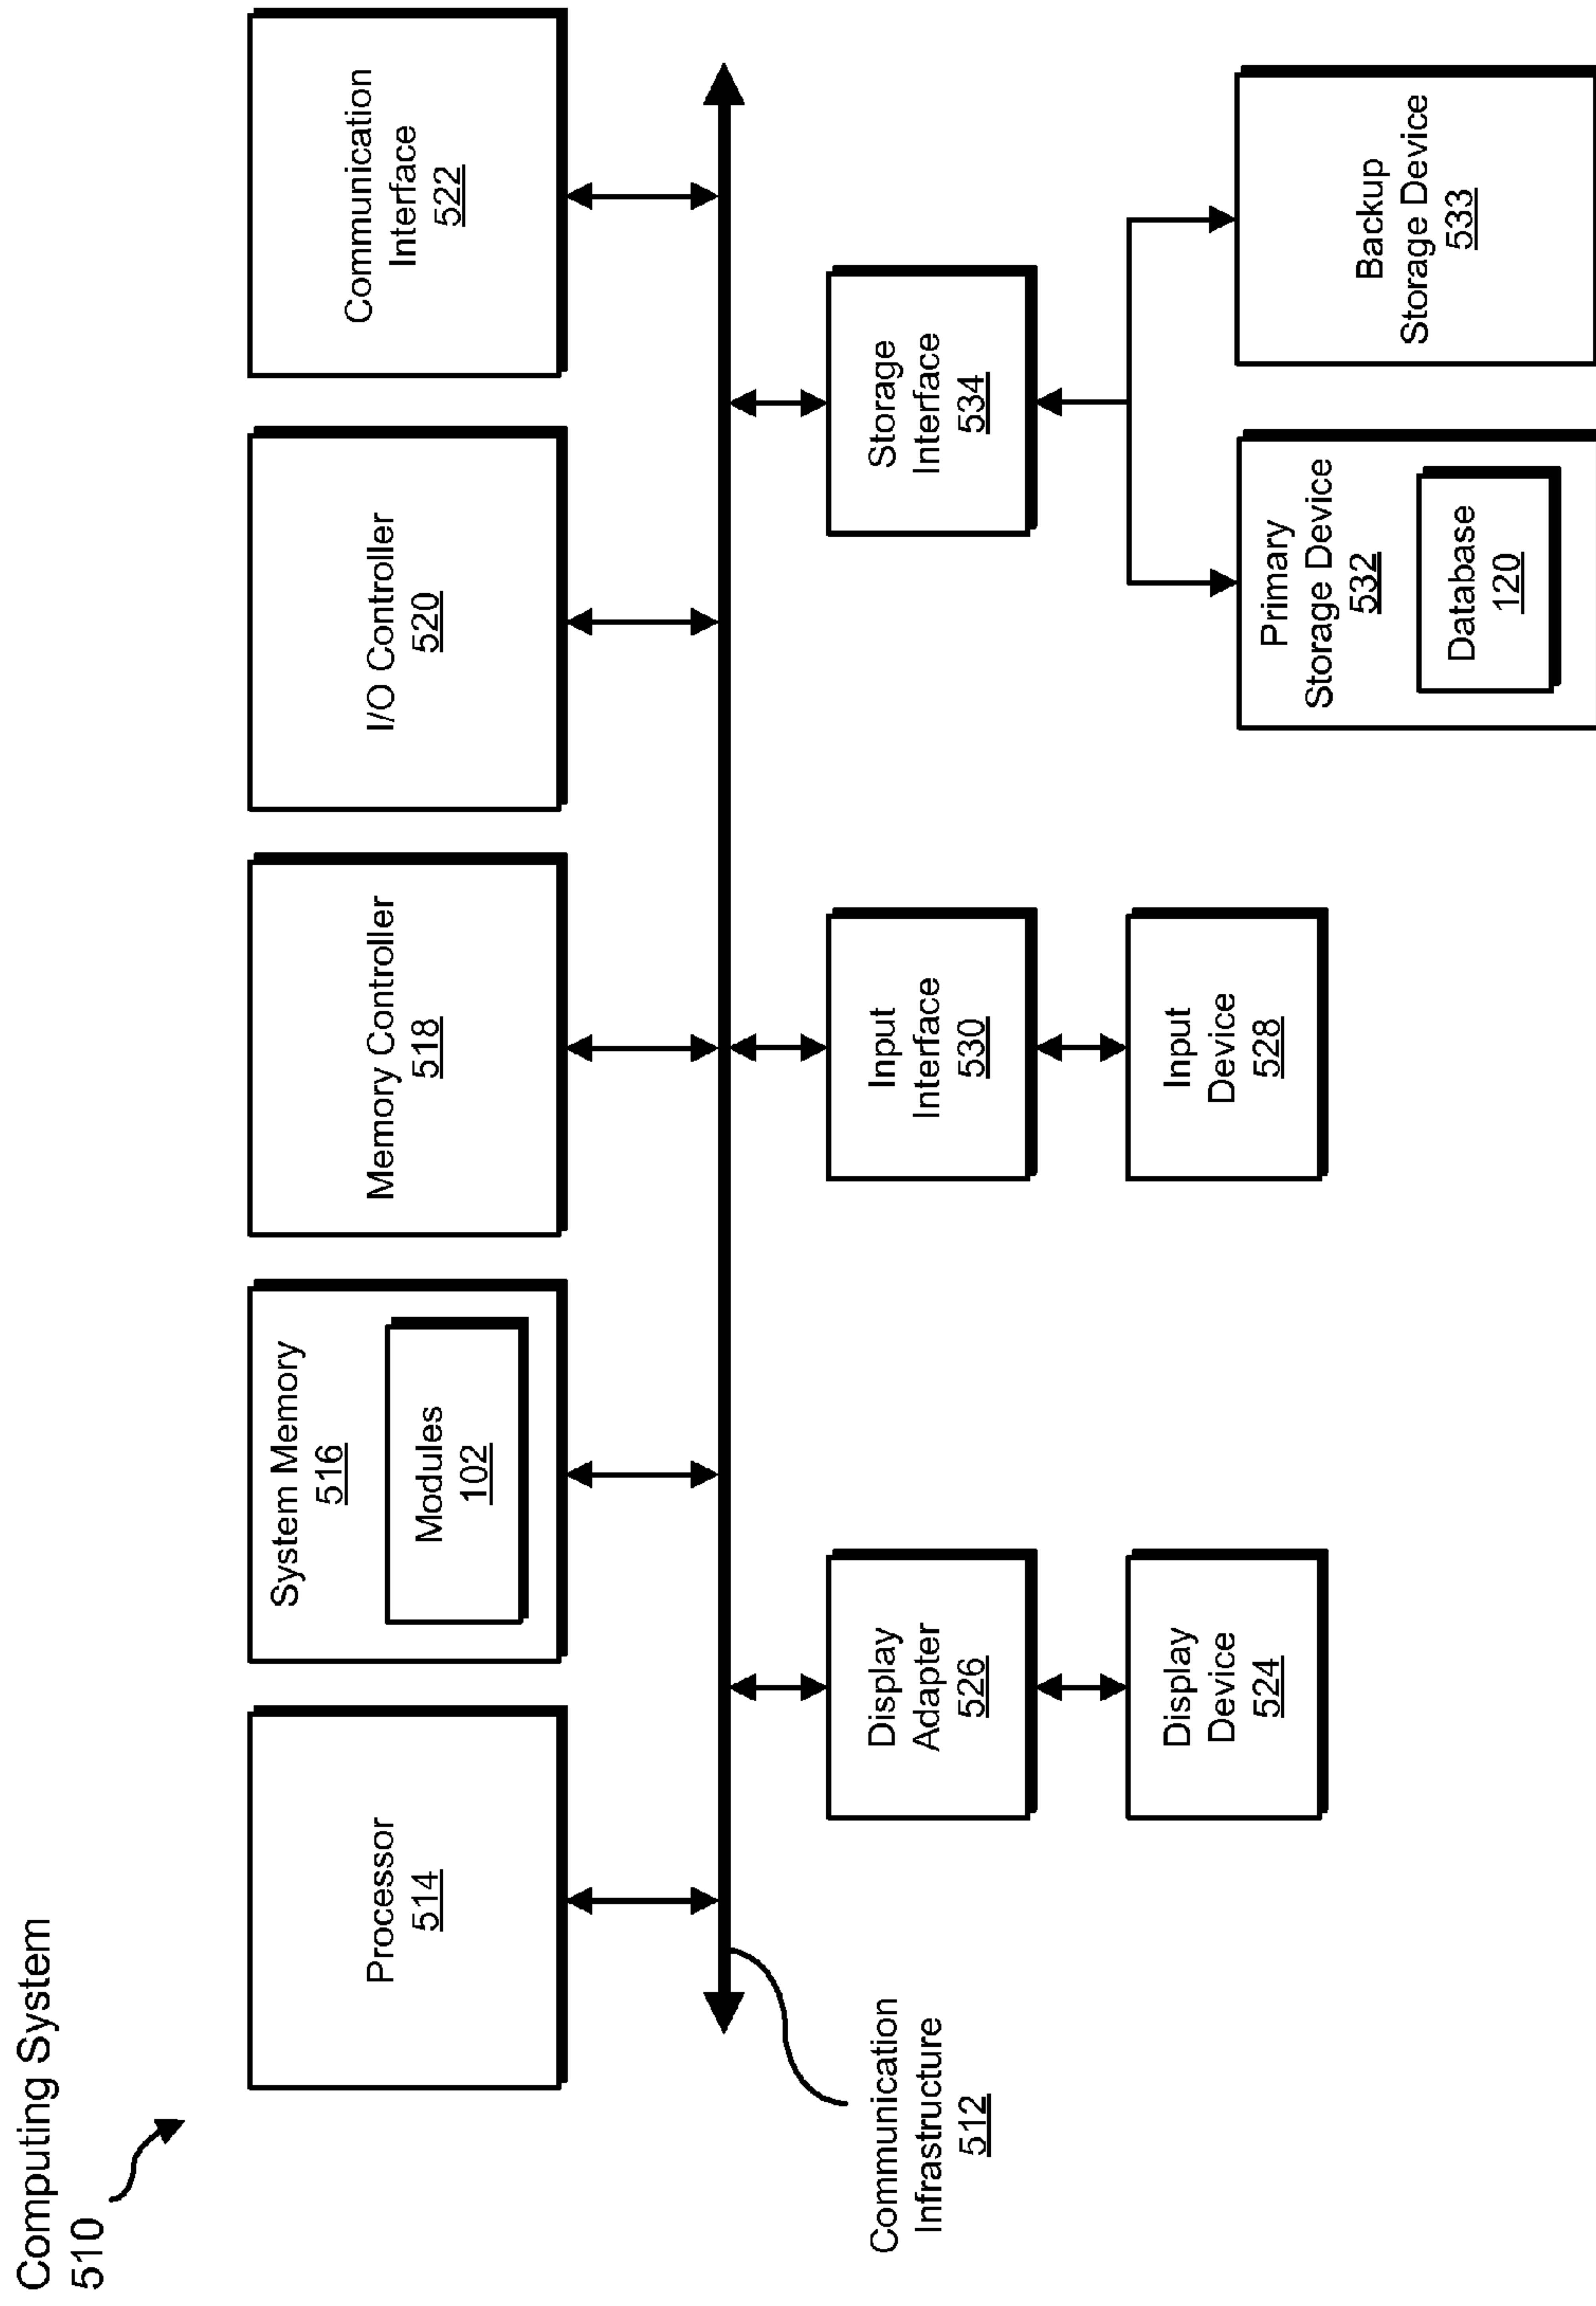 Computing System
510
Processor
514
System Memory
516
Modules
102
Memory Controller
518
I/O Controller
520
Communication
Interface
522
Communication
Infrastructure
512
Display
Adapter
526
Input
Interface
530
Storage
Interface
534
Display
Device
524
Input
Device
528
Primary
Storage Device
532
Database
120
Backup
Storage Device
533